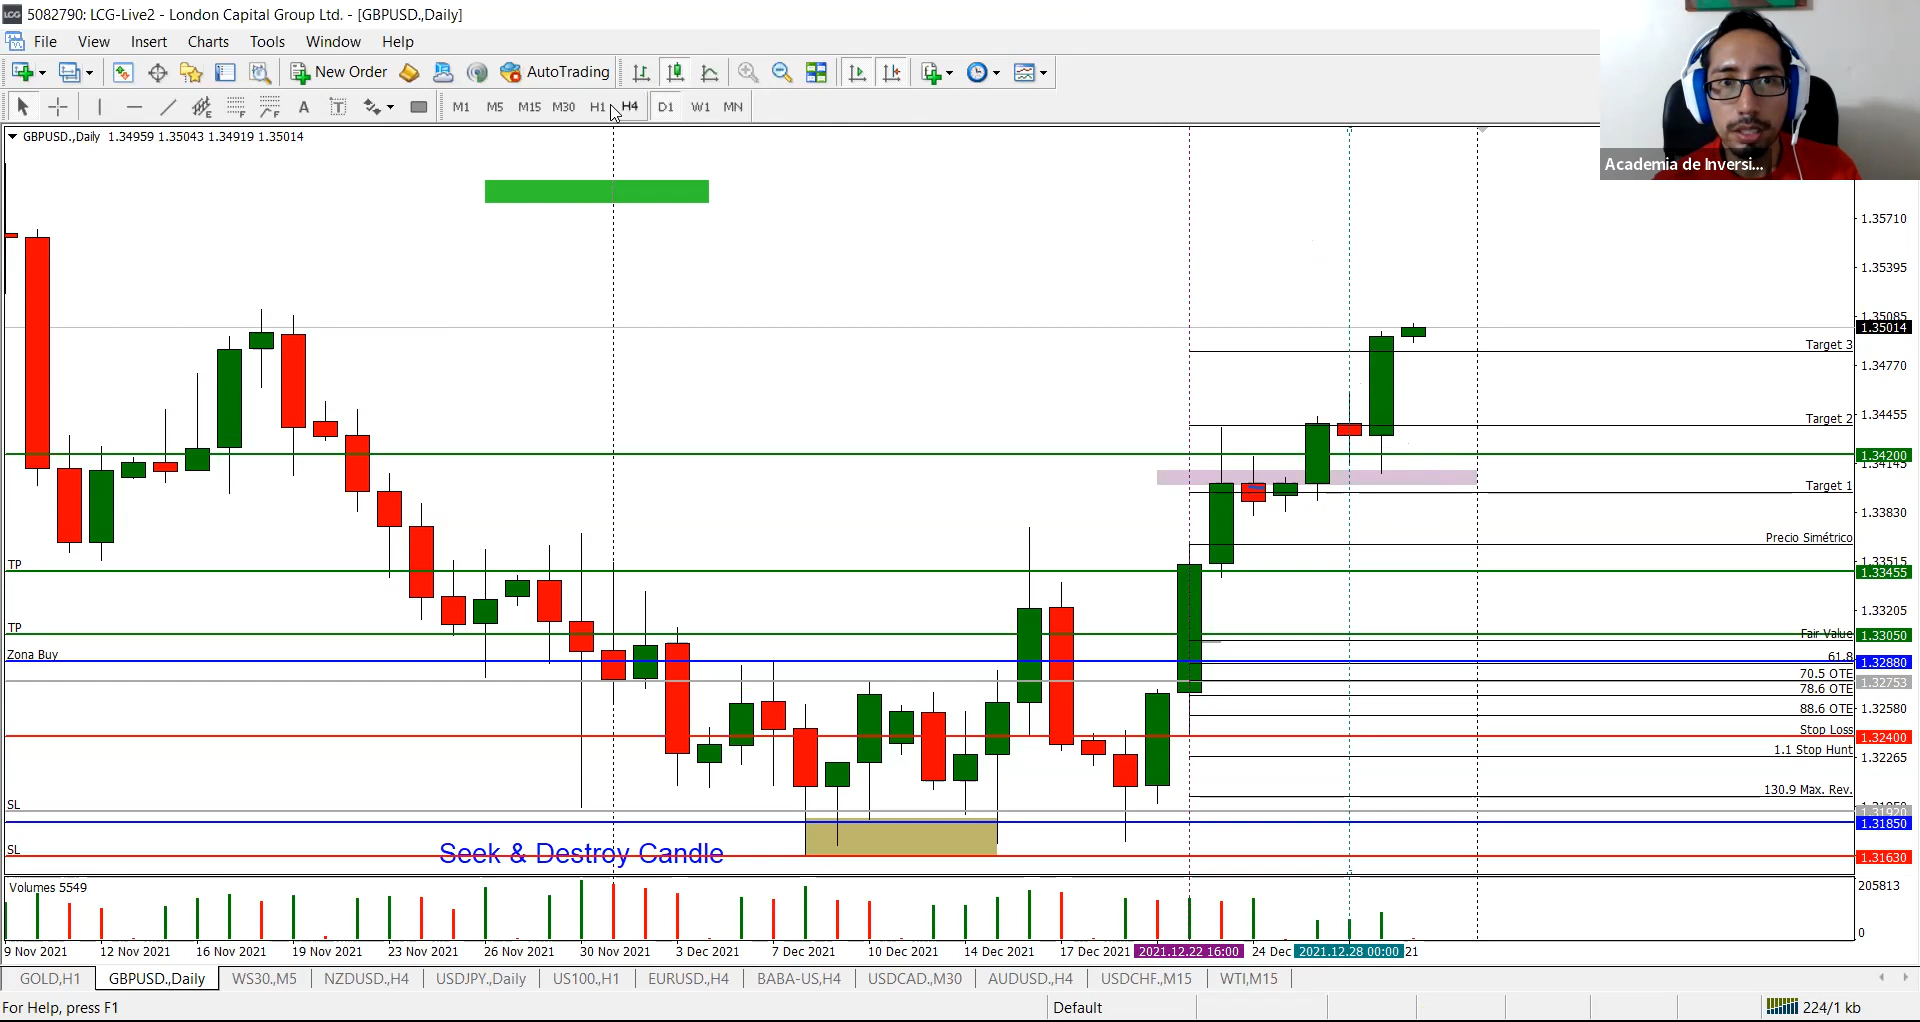 5082790: LCG-Live2 - London Capital Group Ltd. - [GBPUSD.,Daily]
File View Insert Charts Tools Window Help
New Order AutoTrading
A T
M1 M5 M15 M30 H1 H4 D1 W1 MN
Academia de Inversi...
GBPUSD.,Daily 1.34959 1.35043 1.34919 1.35014
1.35710
1.35395
1.35085
1.35014
Target 3
1.34770
Target 2
1.34455
1.34200
1.34145
Target 1
1.33830
Precio Simétrico
1.33515
TP
1.33455
1.33205
TP
Fair Value
1.33050
Zona Buy
61.8
1.32880
70.5 OTE
1.32753
78.6 OTE
88.6 OTE
1.32580
Stop Loss
1.32400
1.1 Stop Hunt
1.32265
130.9 Max. Rev.
SL
1.31920
1.31850
SL
Seek & Destroy Candle
1.31630
Volumes 5549
205813
0
9 Nov 2021 12 Nov 2021 16 Nov 2021 19 Nov 2021 23 Nov 2021 26 Nov 2021 30 Nov 2021 3 Dec 2021 7 Dec 2021 10 Dec 2021 14 Dec 2021 17 Dec 2021 2021.12.22 16:00 24 Dec 2021.12.28 00:00 21
GOLD,H1 GBPUSD.,Daily WS30.,M5 NZDUSD.,H4 USDJPY.,Daily US100.,H1 EURUSD.,H4 BABA-US,H4 USDCAD.,M30 AUDUSD.,H4 USDCHF.,M15 WTI,M15
For Help, press F1 Default 224/1 kb